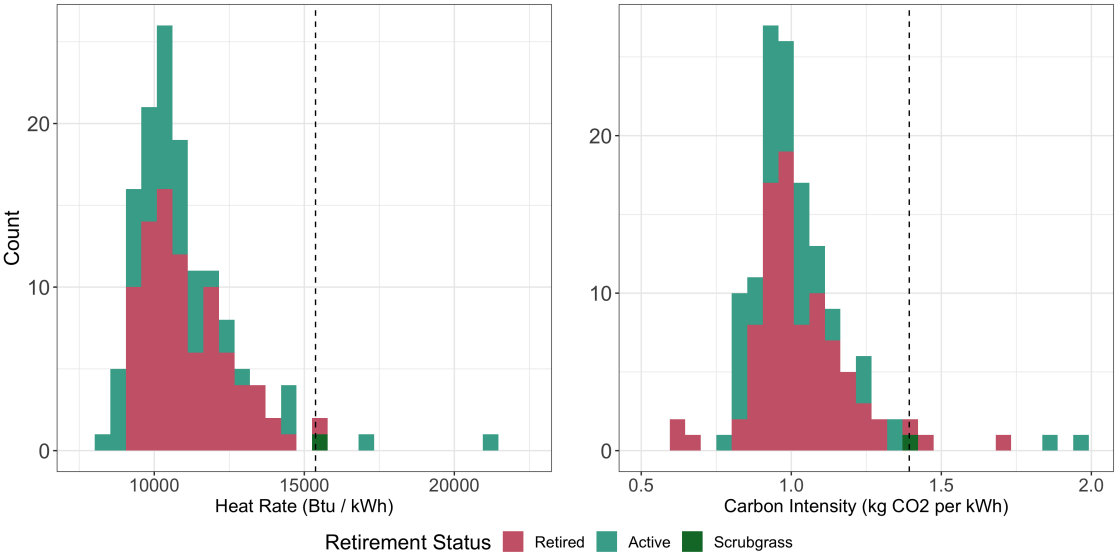 Count
20
10
0
10000 15000 20000
Heat Rate (Btu / kWh)
20
10
0
0.5 1.0 1.5 2.0
Carbon Intensity (kg CO2 per kWh)
Retirement Status Retired Active Scrubgrass